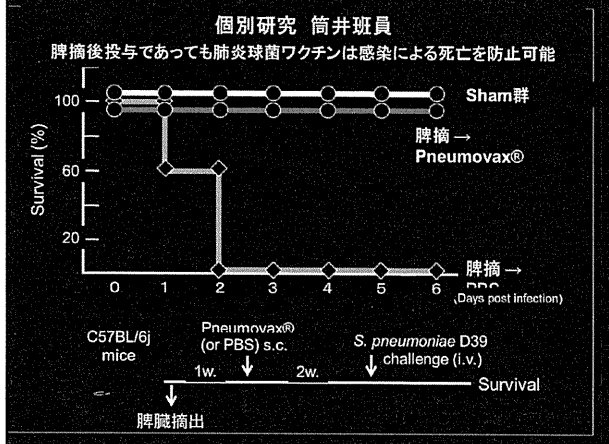 個別研究 筒井班員
脾摘後投与であっても肺炎球菌ワクチンは感染による死亡を防止可能
Survival (%)
100
60
20
Sham群
脾摘 →
Pneumovax®
脾摘 →
PBS
0 1 2 3 4 5 6
(Days post infection)
C57BL/6j
mice
Pneumovax®
(or PBS) s.c.
S. pneumoniae D39
challenge (i.v.)
1w. 2w.
Survival
脾臓摘出